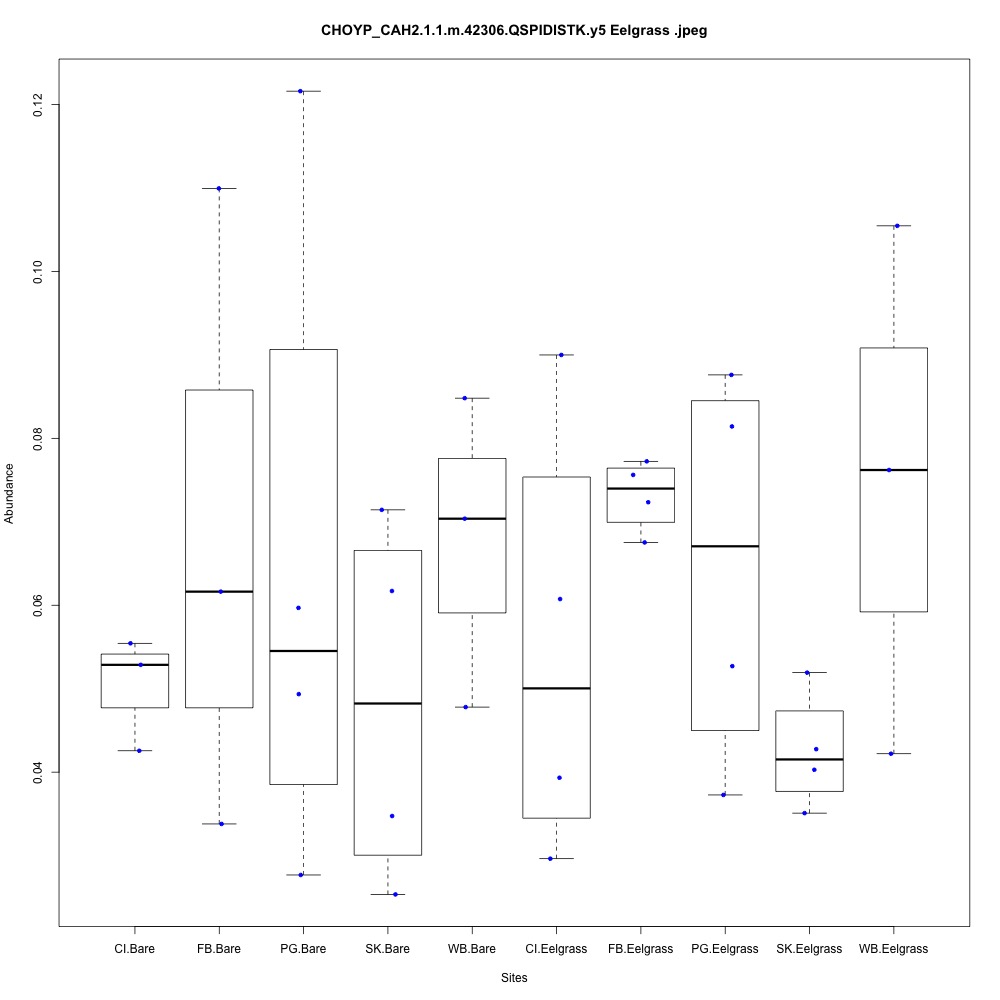 CHOYP_CAH2.1.1.m.42306.QSPIDISTK.y5 Eelgrass .jpeg
0.12
0.10
0.08
0.06
0.04
Abundance
CI.Bare FB.Bare PG.Bare SK.Bare WB.Bare CI.Eelgrass FB.Eelgrass PG.Eelgrass SK.Eelgrass WB.Eelgrass
Sites